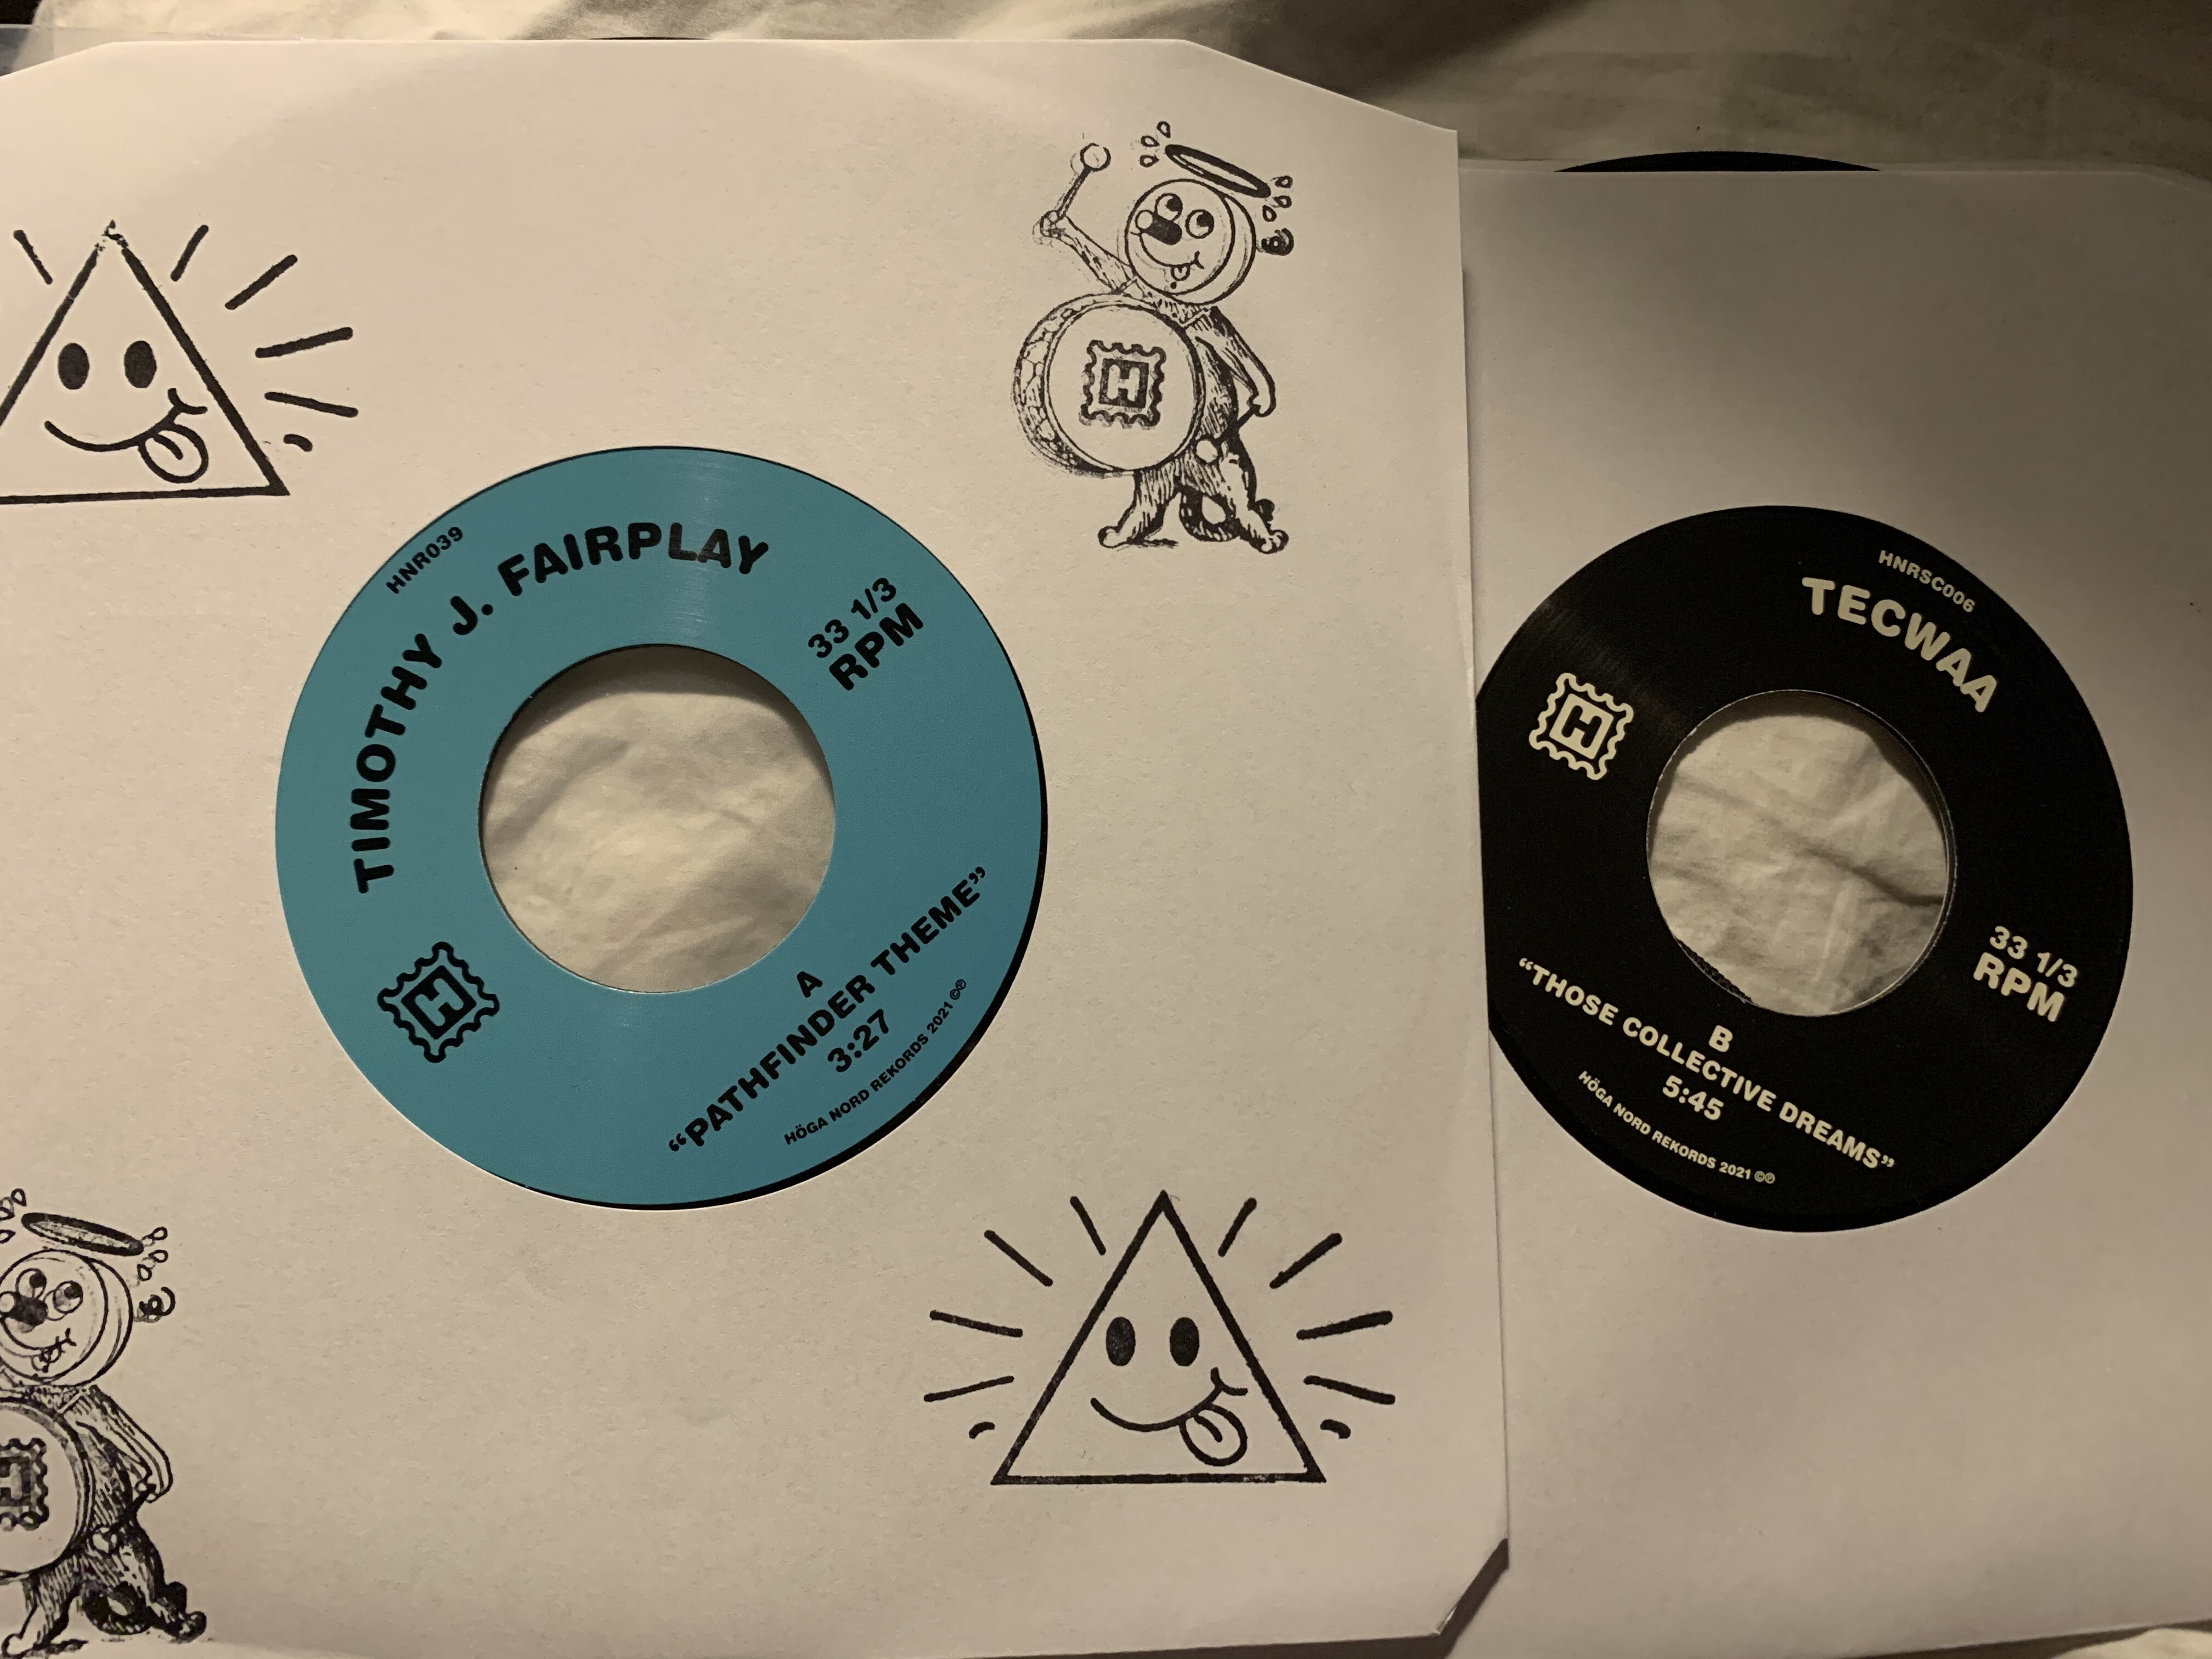 HNR039
TIMOTHY J. FAIRPLAY
33 1/3
RPM
H
A
“PATHFINDER THEME”
3:27
HÖGA NORD REKORDS 2021 ©℗
H
H
HNRSC006
TECWAA
H
33 1/3
RPM
B
“THOSE COLLECTIVE DREAMS”
5:45
HÖGA NORD REKORDS 2021 ©℗